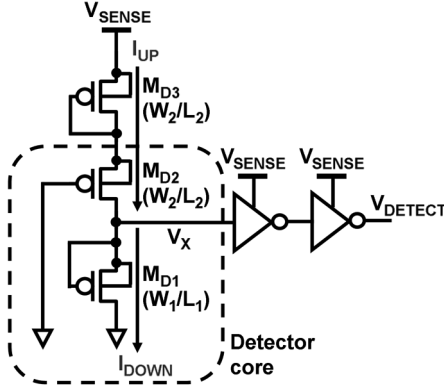 V_SENSE
I_UP
M_D3
(W_2/L_2)
M_D2
(W_2/L_2)
V_SENSE V_SENSE
V_DETECT
V_X
M_D1
(W_1/L_1)
I_DOWN
Detector
core